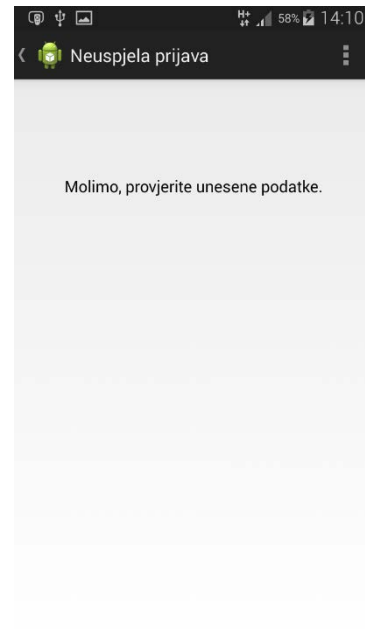 H+ 58% 14:10
Neuspjela prijava
Molimo, provjerite unesene podatke.